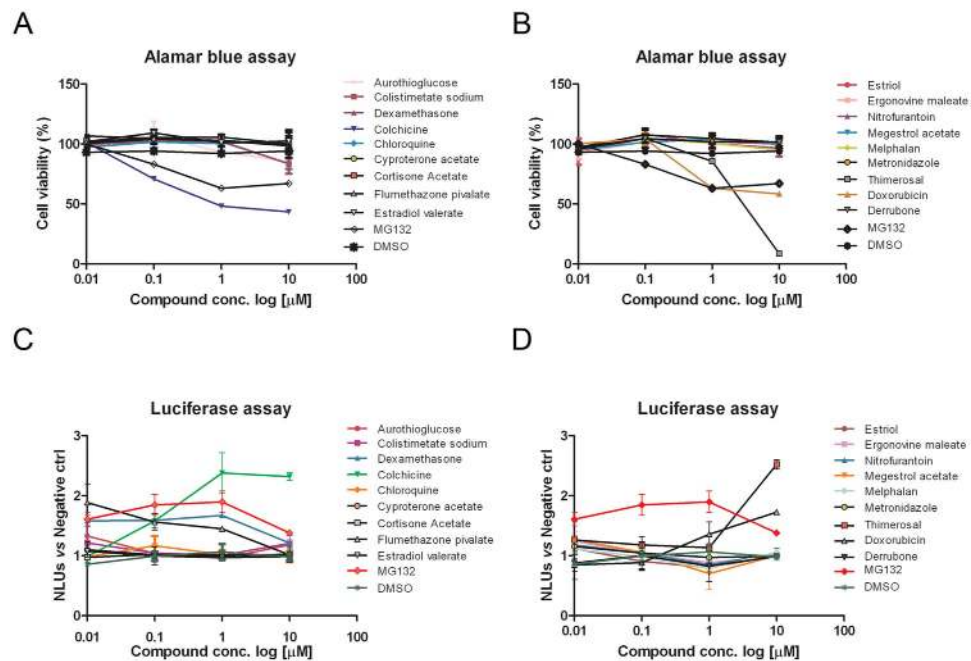 A
Alamar blue assay
Cell viability (%)
150
100
50
0
0.01 0.1 1 10 100
Compound conc. log [μM]
Aurothioglucose
Colistimetate sodium
Dexamethasone
Colchicine
Chloroquine
Cyproterone acetate
Cortisone Acetate
Flumethazone pivalate
Estradiol valerate
MG132
DMSO
B
Alamar blue assay
Cell viability (%)
150
100
50
0
0.01 0.1 1 10 100
Compound conc. log [μM]
Estriol
Ergonovine maleate
Nitrofurantoin
Megestrol acetate
Melphalan
Metronidazole
Thimerosal
Doxorubicin
Derrubone
MG132
DMSO
C
Luciferase assay
NLUs vs Negative ctrl
3
2
1
0
0.01 0.1 1 10 100
Compound conc. log [μM]
Aurothioglucose
Colistimetate sodium
Dexamethasone
Colchicine
Chloroquine
Cyproterone acetate
Cortisone Acetate
Flumethazone pivalate
Estradiol valerate
MG132
DMSO
D
Luciferase assay
NLUs vs Negative ctrl
3
2
1
0
0.01 0.1 1 10 100
Compound conc. log [μM]
Estriol
Ergonovine maleate
Nitrofurantoin
Megestrol acetate
Melphalan
Metronidazole
Thimerosal
Doxorubicin
Derrubone
MG132
DMSO